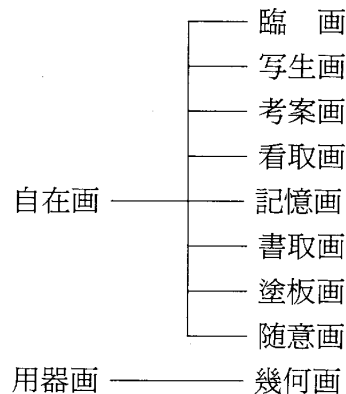 臨 画
写生画
考案画
看取画
自在画 記憶画
書取画
塗板画
随意画
用器画 幾何画